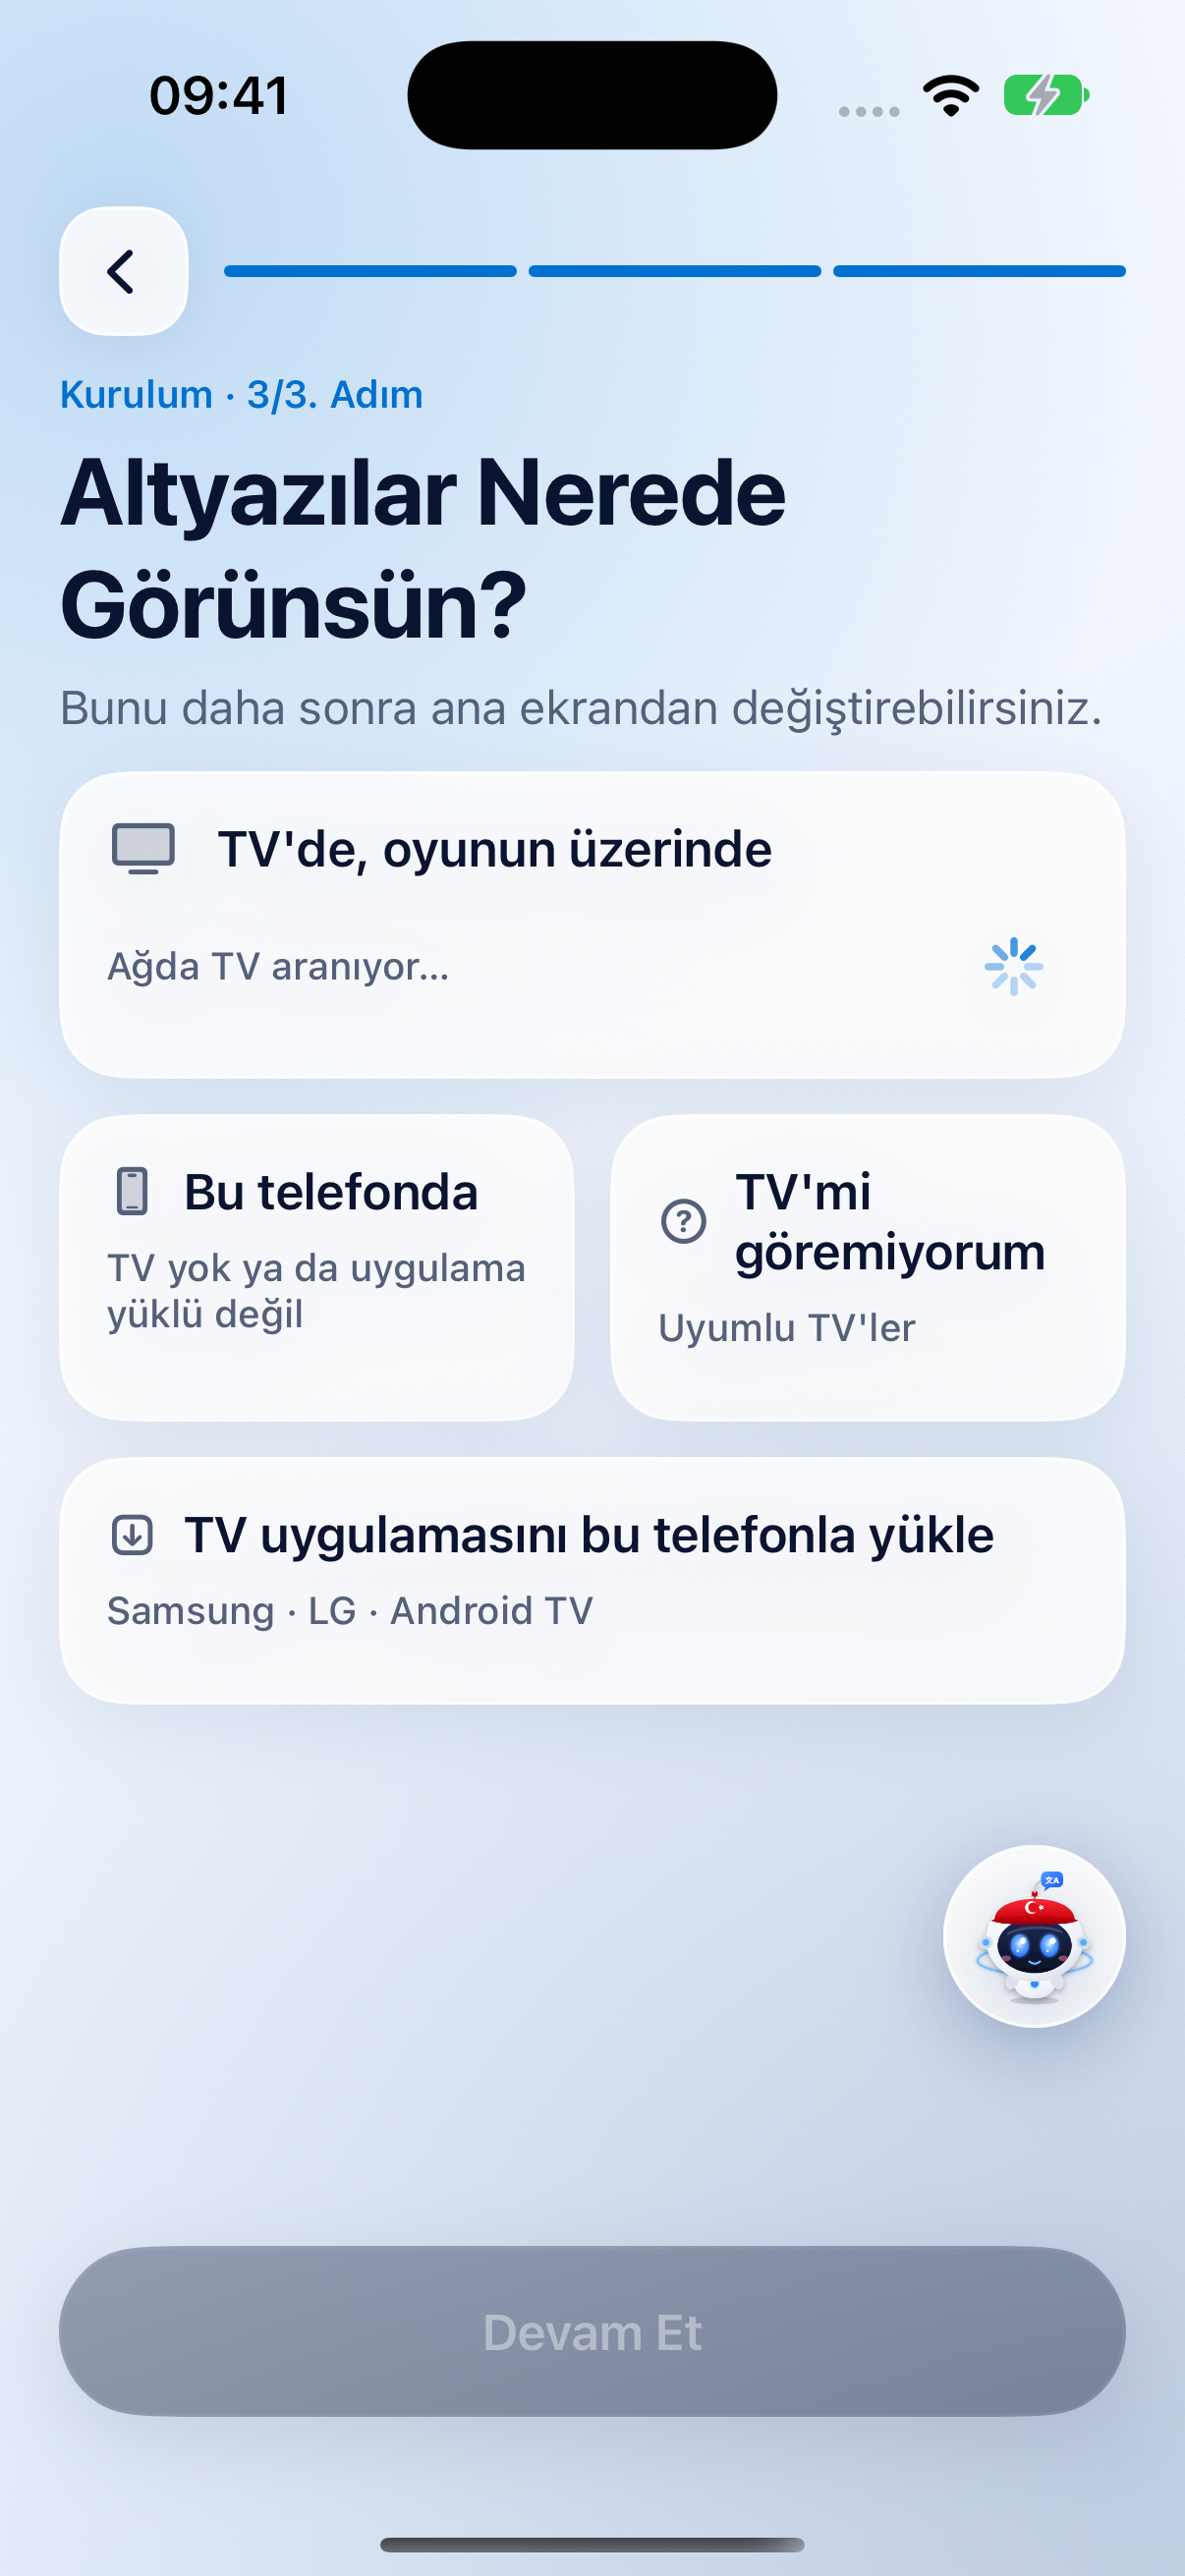 09:41
Kurulum · 3/3. Adım
Altyazılar Nerede
Görünsün?
Bunu daha sonra ana ekrandan değiştirebilirsiniz.
TV'de, oyunun üzerinde
Ağda TV aranıyor...
Bu telefonda
TV yok ya da uygulama
yüklü değil
TV'mi
göremiyorum
Uyumlu TV'ler
TV uygulamasını bu telefonla yükle
Samsung · LG · Android TV
文A
Devam Et